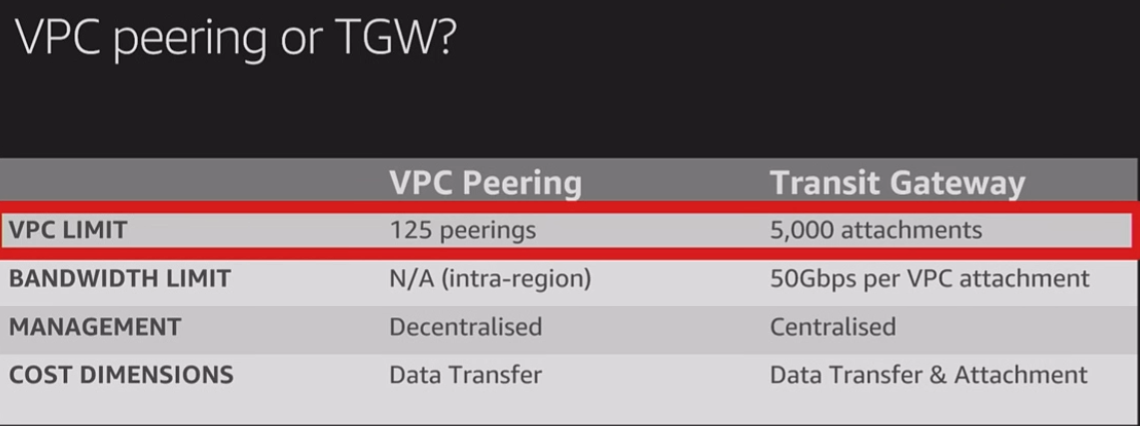 VPC peering or TGW?
VPC Peering Transit Gateway
VPC LIMIT 125 peerings 5,000 attachments
BANDWIDTH LIMIT N/A (intra-region) 50Gbps per VPC attachment
MANAGEMENT Decentralised Centralised
COST DIMENSIONS Data Transfer Data Transfer & Attachment